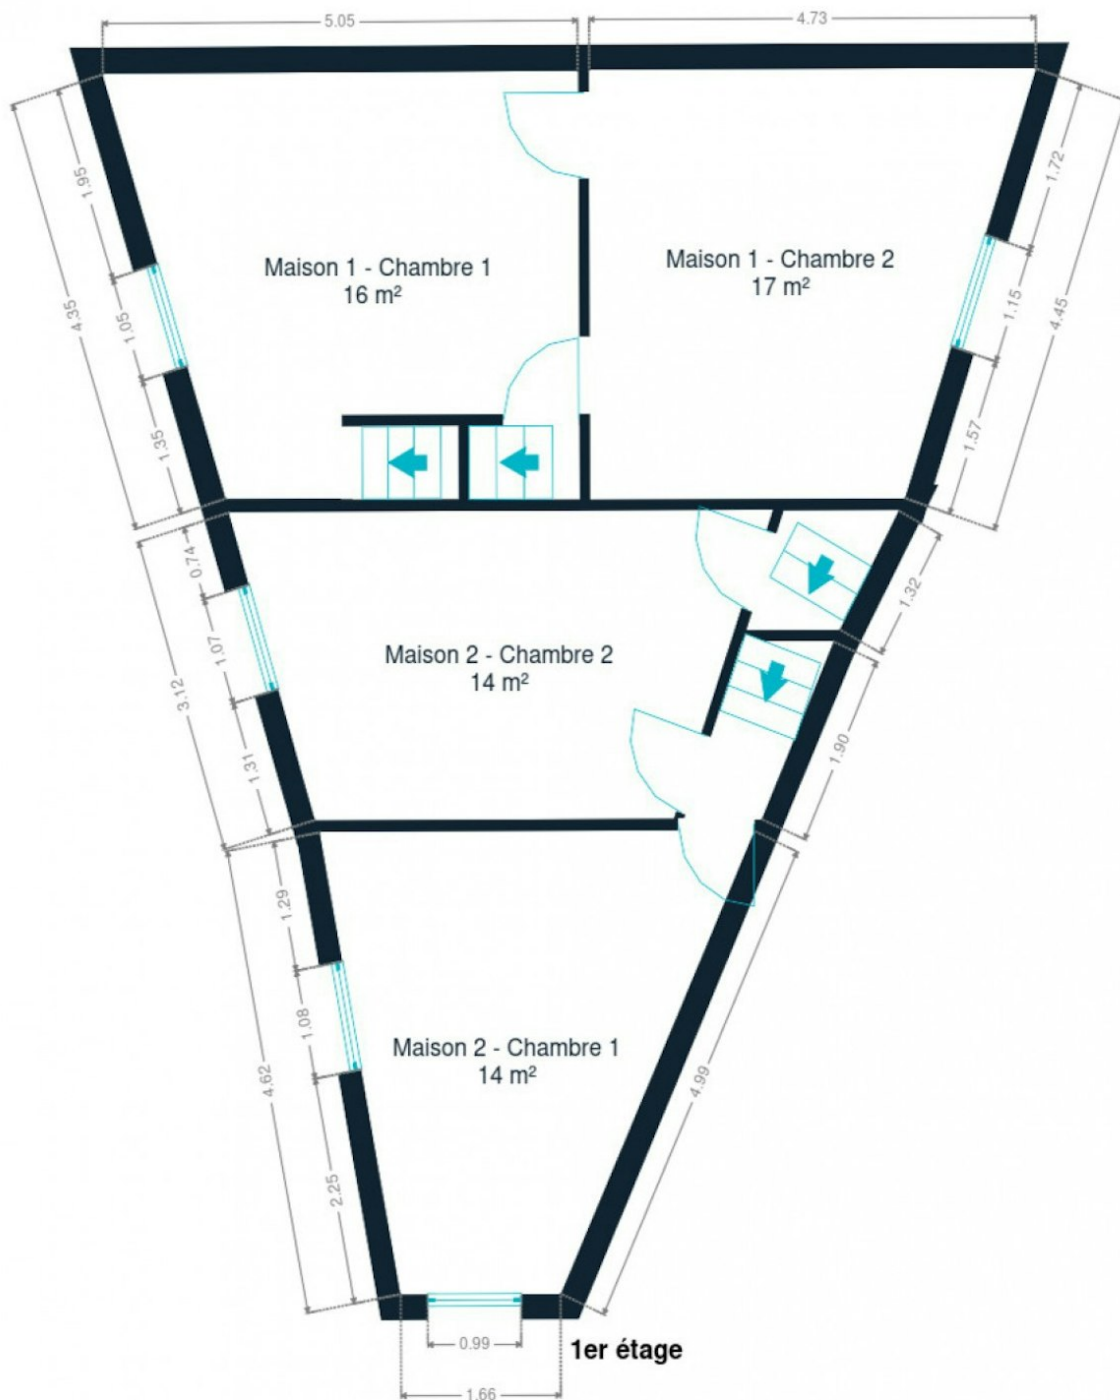 5.05
4.73
1.95
1.72
Maison 1 - Chambre 1
16 m²
Maison 1 - Chambre 2
17 m²
4.35
1.05
1.15
4.45
1.35
1.57
0.74
1.32
1.07
3.12
Maison 2 - Chambre 2
14 m²
1.31
1.90
1.29
1.08
4.62
Maison 2 - Chambre 1
14 m²
4.99
2.25
0.99
1er étage
1.66